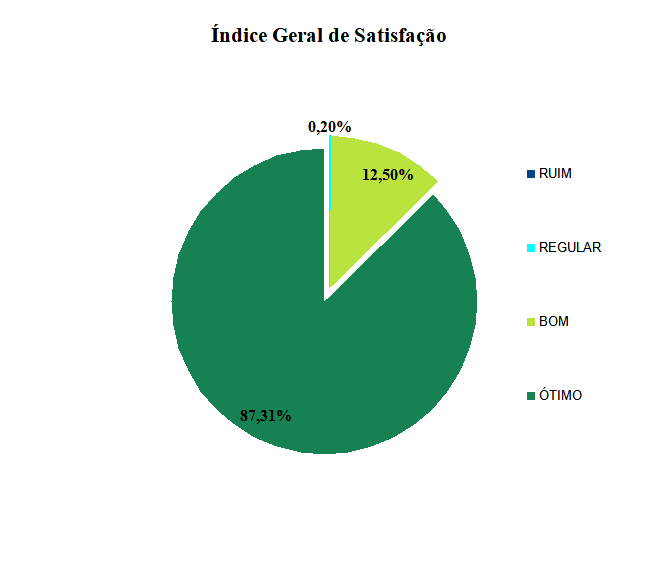 Índice Geral de Satisfação
0,20%
12,50%
87,31%
RUIM
REGULAR
BOM
ÓTIMO